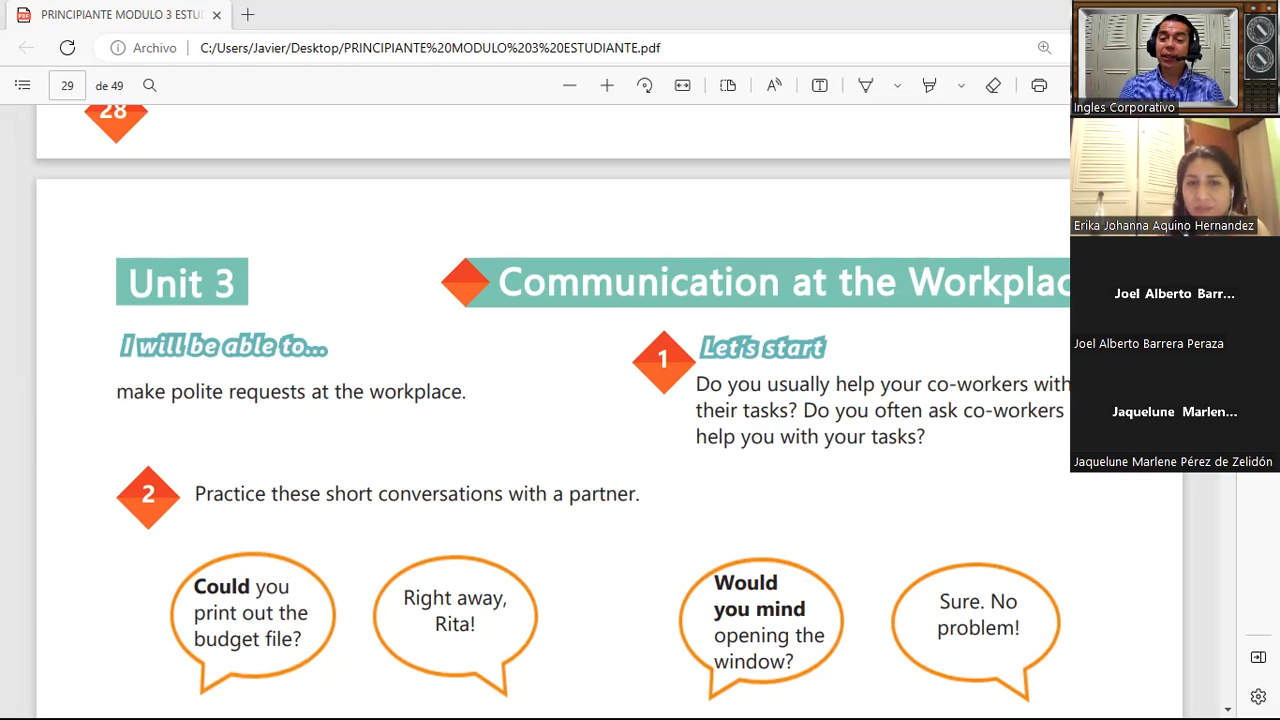 PRINCIPIANTE MODULO 3 ESTU
Archivo
C:/Users/Javier/Desktop/PRINCIPIANTE%20MODULO%203%20ESTUDIANTE.pdf
29
de 49
28
Unit 3
Communication at the Workplac
I will be able to...
make polite requests at the workplace.
1
Let's start
Do you usually help your co-workers with
their tasks? Do you often ask co-workers
help you with your tasks?
2
Practice these short conversations with a partner.
Could you
print out the
budget file?
Right away,
Rita!
Would
you mind
opening the
window?
Sure. No
problem!
Ingles Corporativo
Erika Johanna Aquino Hernandez
Joel Alberto Barr...
Joel Alberto Barrera Peraza
Jaquelune Marlen...
Jaquelune Marlene Pérez de Zelidón